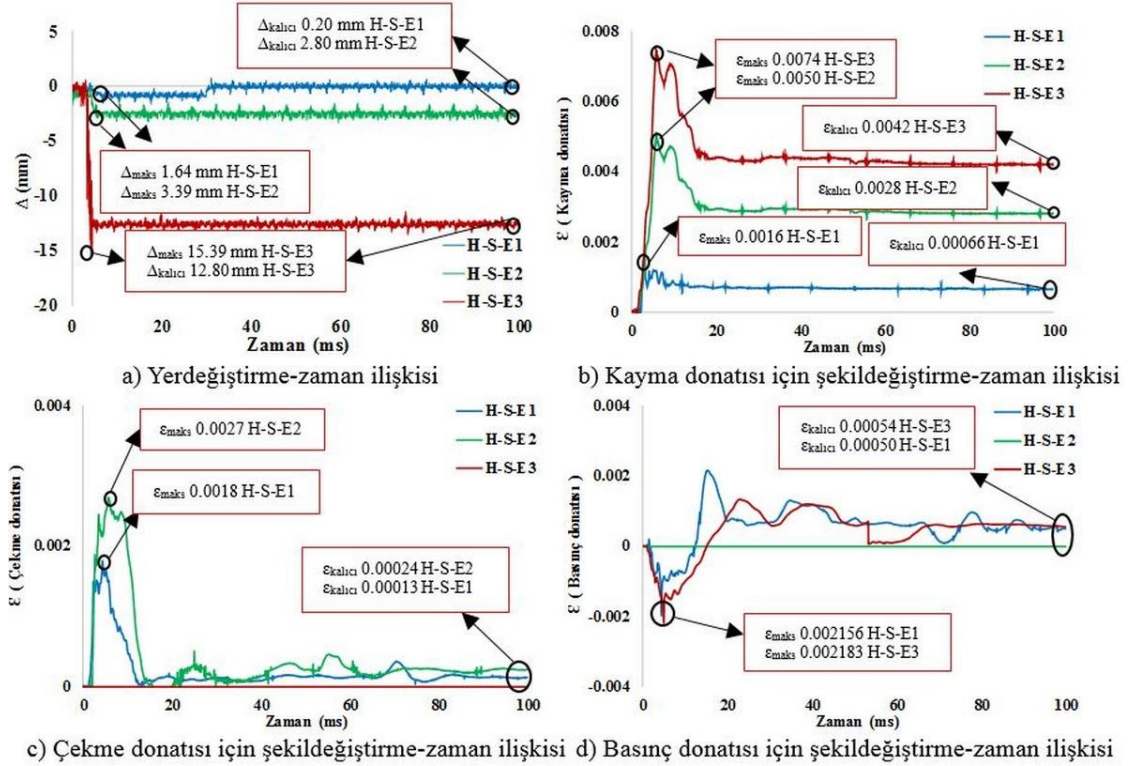 Δkalıcı 0.20 mm H-S-E1
Δkalıcı 2.80 mm H-S-E2
Δmaks 1.64 mm H-S-E1
Δmaks 3.39 mm H-S-E2
Δmaks 15.39 mm H-S-E3
Δkalıcı 12.80 mm H-S-E3
H-S-E1
H-S-E2
H-S-E3
5
0
-5
-10
-15
-20
Δ (mm)
0 20 40 60 80 100
Zaman (ms)
a) Yerdeğiştirme-zaman ilişkisi
0.008
0.006
0.004
0.002
0
ε ( Kayma donatısı )
H-S-E1
H-S-E2
H-S-E3
εmaks 0.0074 H-S-E3
εmaks 0.0050 H-S-E2
εkalıcı 0.0042 H-S-E3
εkalıcı 0.0028 H-S-E2
εmaks 0.0016 H-S-E1
εkalıcı 0.00066 H-S-E1
0 20 40 60 80 100
Zaman (ms)
b) Kayma donatısı için şekildeğiştirme-zaman ilişkisi
0.004
0.002
0
ε ( Çekme donatısı )
H-S-E1
H-S-E2
H-S-E3
εmaks 0.0027 H-S-E2
εmaks 0.0018 H-S-E1
εkalıcı 0.00024 H-S-E2
εkalıcı 0.00013 H-S-E1
0 20 40 60 80 100
Zaman (ms)
c) Çekme donatısı için şekildeğiştirme-zaman ilişkisi
0.004
0.002
0
-0.002
-0.004
ε ( Basınç donatısı )
H-S-E1
H-S-E2
H-S-E3
εkalıcı 0.00054 H-S-E3
εkalıcı 0.00050 H-S-E1
εmaks 0.002156 H-S-E1
εmaks 0.002183 H-S-E3
0 20 40 60 80 100
Zaman (ms)
d) Basınç donatısı için şekildeğiştirme-zaman ilişkisi